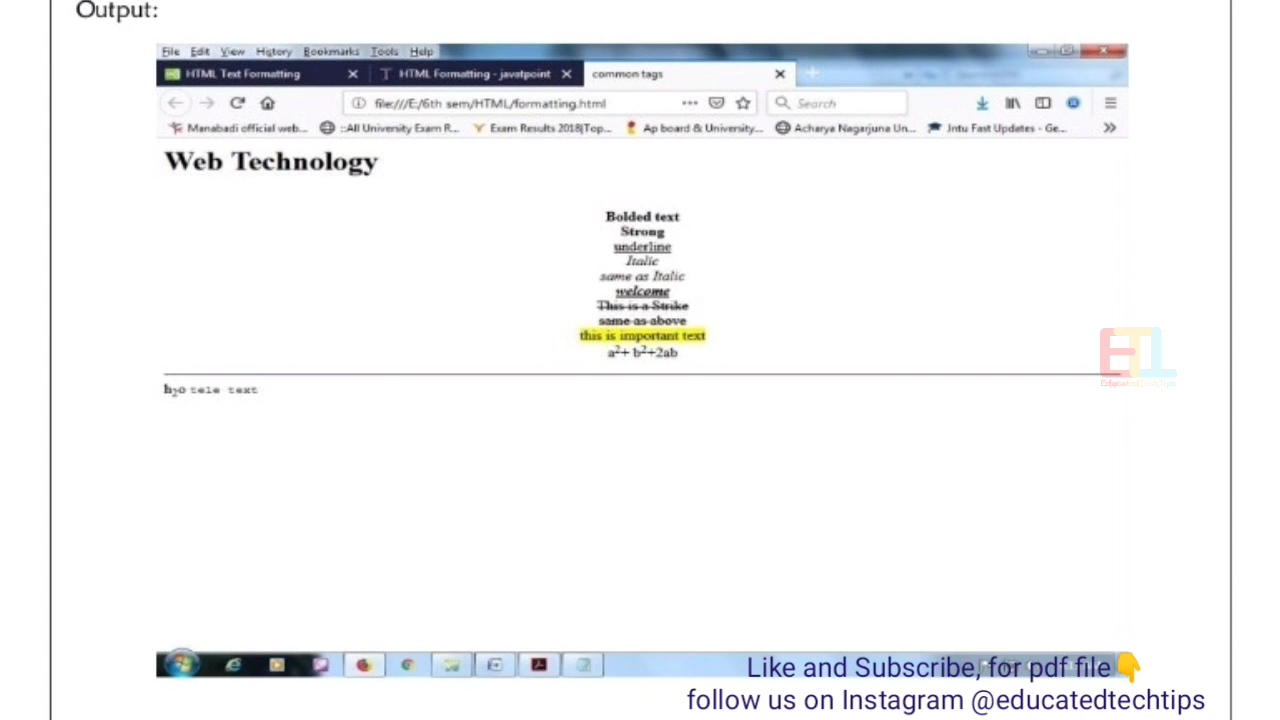 Output:
File Edit View History Bookmarks Tools Help
HTML Text Formatting
HTML Formatting - javatpoint
common tags
file:///E:/6th sem/HTML/formatting.html
Search
Manabadi official web...
::All University Exam R...
Exam Results 2018|Top...
Ap board & University...
Acharya Nagarjuna Un...
Jntu Fast Updates - Ge...
Web Technology
Bolded text
Strong
underline
Italic
same as Italic
welcome
This is a Strike
same as above
this is important text
a²+ b²+2ab
h₂o tele text
ETL
EducatedTechTips
Like and Subscribe, for pdf file👇
follow us on Instagram @educatedtechtips